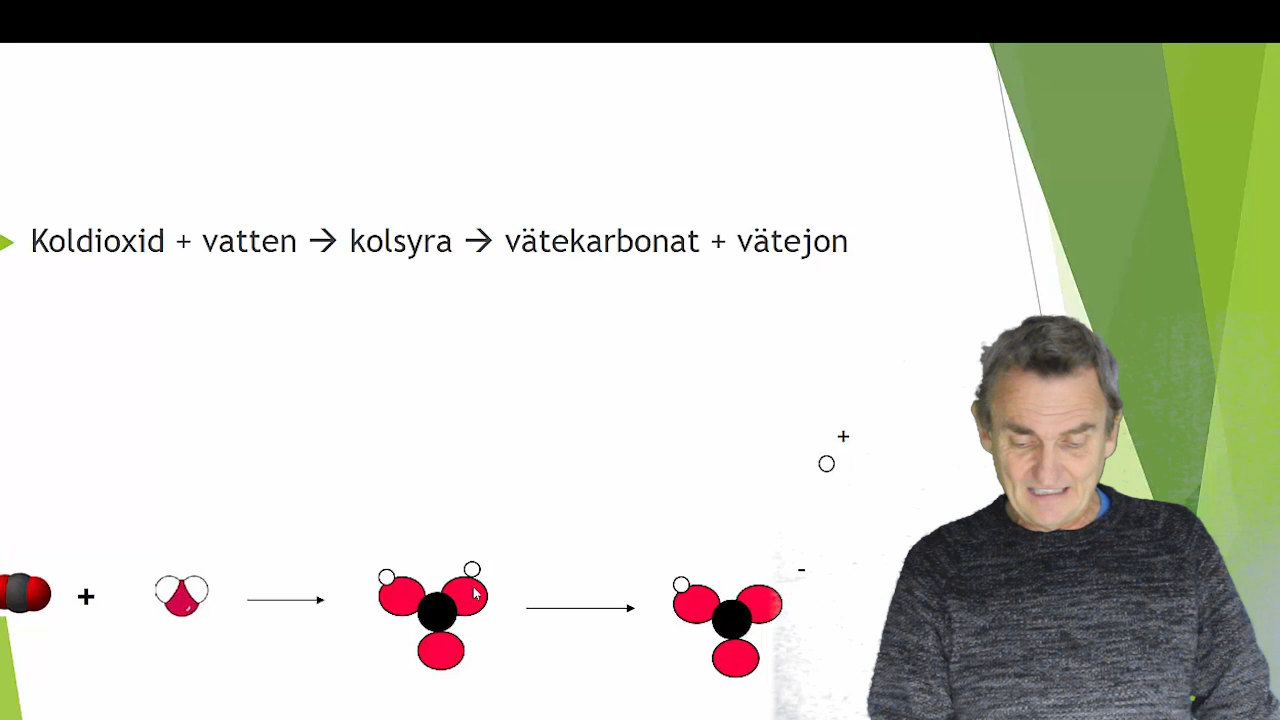 Koldioxid + vatten → kolsyra → vätekarbonat + vätejon
+
+
-